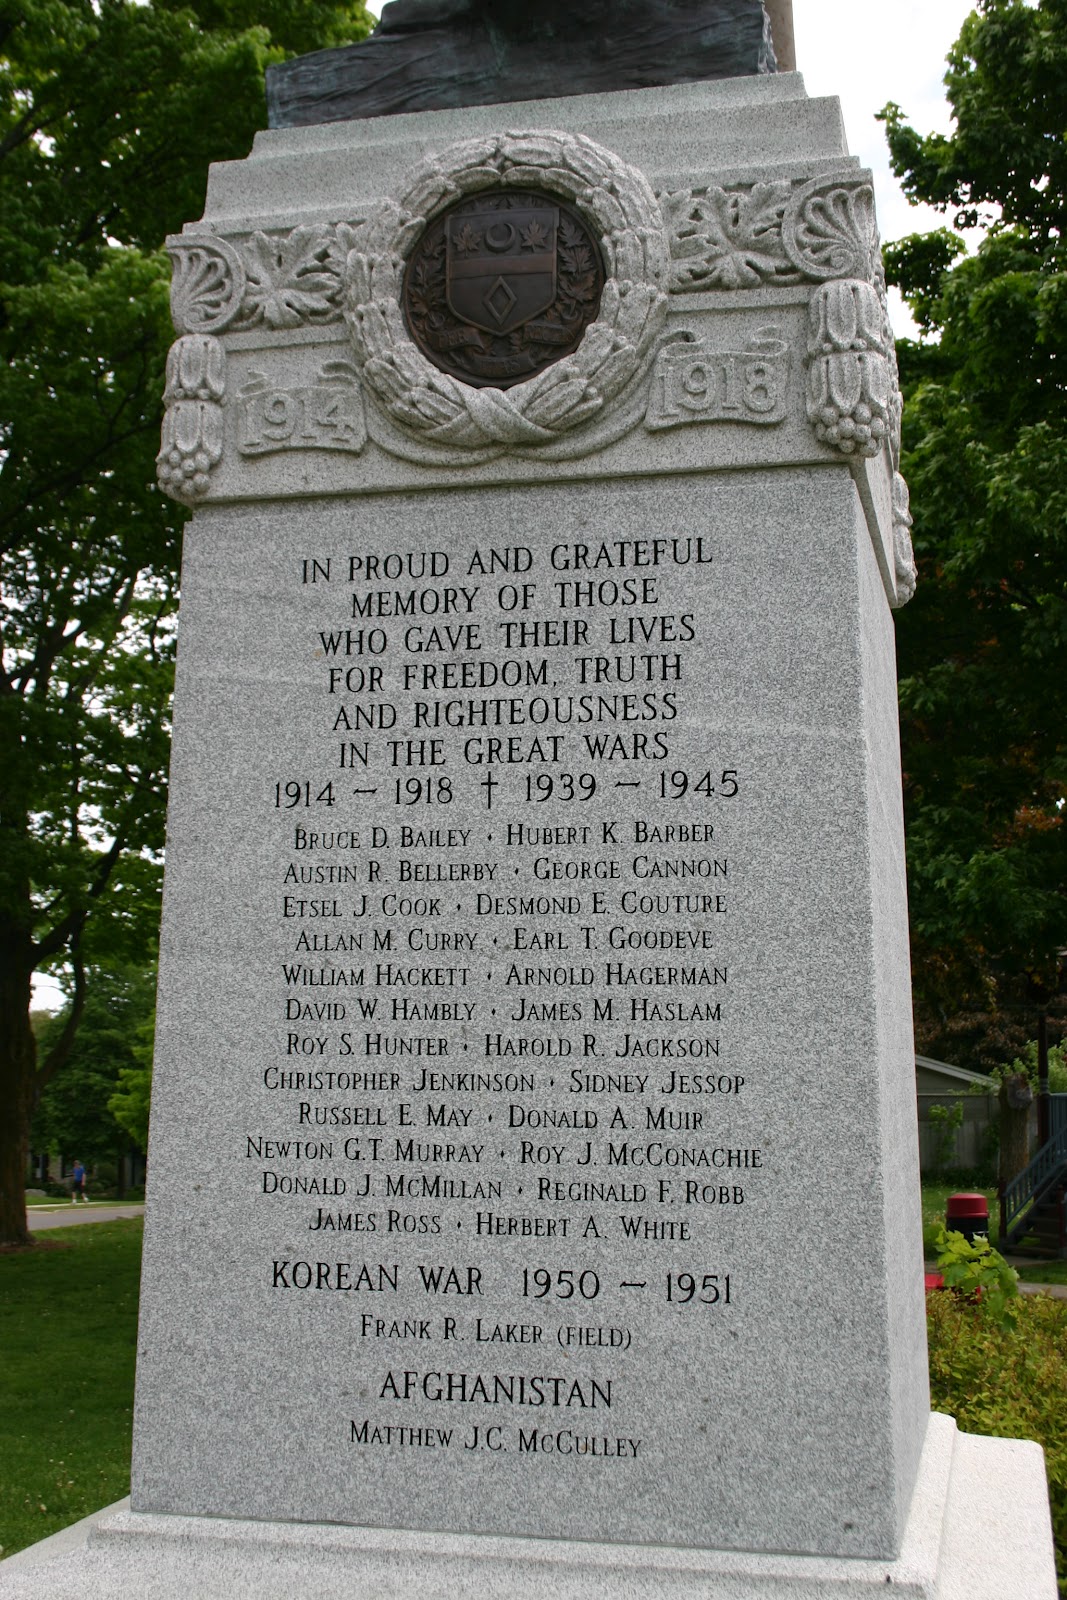 1914 1918
IN PROUD AND GRATEFUL
MEMORY OF THOSE
WHO GAVE THEIR LIVES
FOR FREEDOM, TRUTH
AND RIGHTEOUSNESS
IN THE GREAT WARS
1914 – 1918 † 1939 – 1945
BRUCE D. BAILEY · HUBERT K. BARBER
AUSTIN R. BELLERBY · GEORGE CANNON
ETSEL J. COOK · DESMOND E. COUTURE
ALLAN M. CURRY · EARL T. GOODEVE
WILLIAM HACKETT · ARNOLD HAGERMAN
DAVID W. HAMBLY · JAMES M. HASLAM
ROY S. HUNTER · HAROLD R. JACKSON
CHRISTOPHER JENKINSON · SIDNEY JESSOP
RUSSELL E. MAY · DONALD A. MUIR
NEWTON G.T. MURRAY · ROY J. MCCONACHIE
DONALD J. MCMILLAN · REGINALD F. ROBB
JAMES ROSS · HERBERT A. WHITE
KOREAN WAR 1950 – 1951
FRANK R. LAKER (FIELD)
AFGHANISTAN
MATTHEW J.C. MCCULLEY